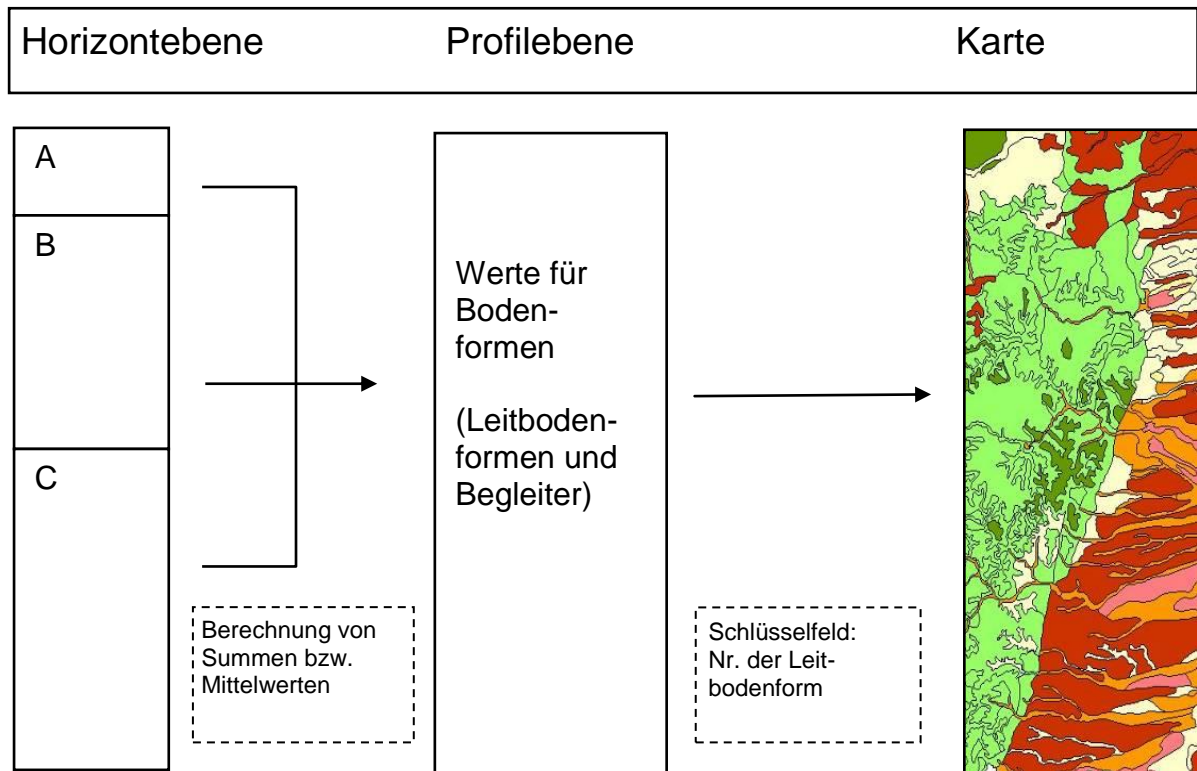 Horizontebene Profilebene Karte
A
B
C
Berechnung von
Summen bzw.
Mittelwerten
Werte für
Boden-
formen
(Leitboden-
formen und
Begleiter)
Schlüsselfeld:
Nr. der Leit-
bodenform